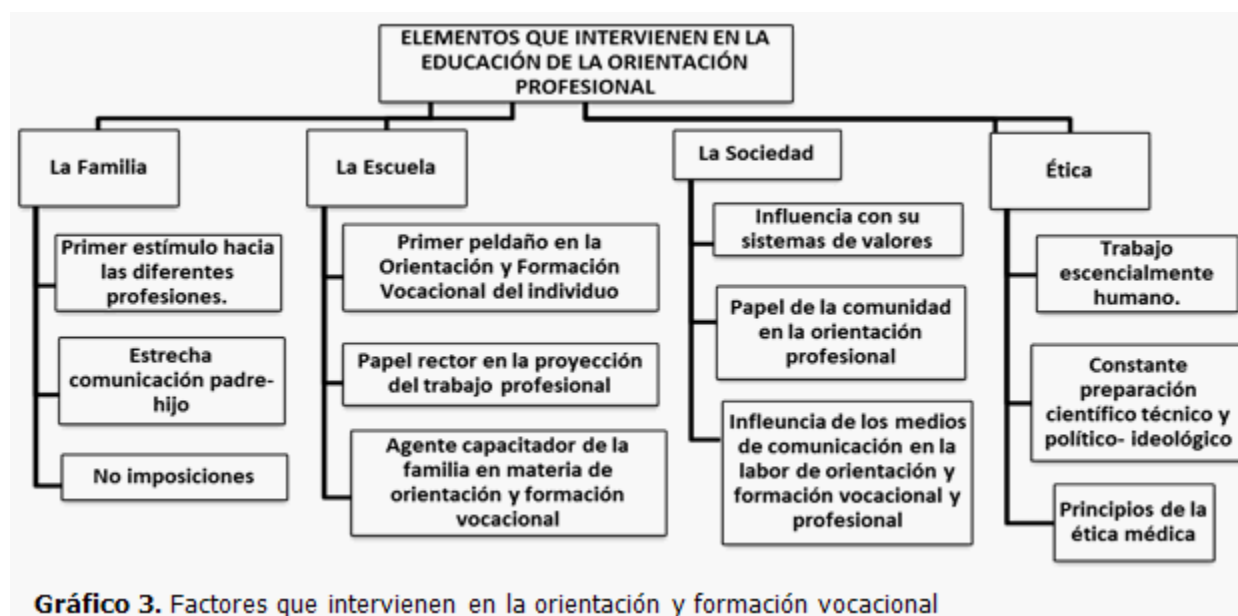 ELEMENTOS QUE INTERVIENEN EN LA
EDUCACIÓN DE LA ORIENTACIÓN
PROFESIONAL
La Familia
Primer estímulo hacia
las diferentes
profesiones.
Estrecha
comunicación padre-
hijo
No imposiciones
La Escuela
Primer peldaño en la
Orientación y Formación
Vocacional del individuo
Papel rector en la proyección
del trabajo profesional
Agente capacitador de la
familia en materia de
orientación y formación
vocacional
La Sociedad
Influencia con su
sistemas de valores
Papel de la comunidad
en la orientación
profesional
Infleuncia de los medios
de comunicación en la
labor de orientación y
formación vocacional y
profesional
Ética
Trabajo
escencialmente
humano.
Constante
preparación
científico técnico y
político- ideológico
Principios de la
ética médica
Gráfico 3. Factores que intervienen en la orientación y formación vocacional